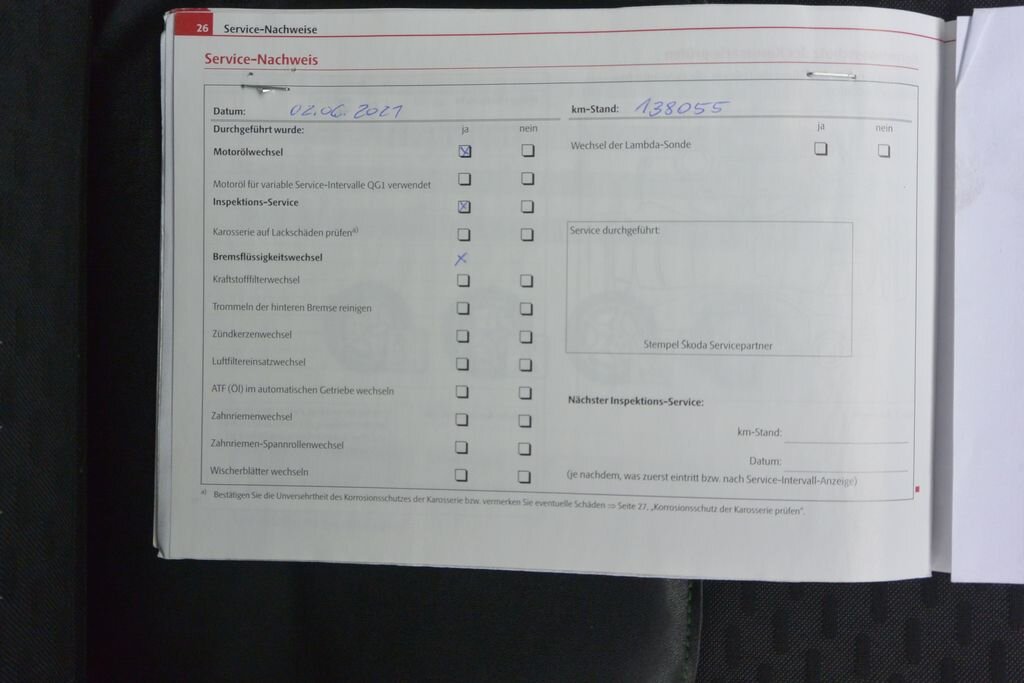 26 Service-Nachweise
Service-Nachweis
Datum: 02.06.2021
km-Stand: 138055
Durchgeführt wurde: ja nein
Motorölwechsel
Motoröl für variable Service-Intervalle QG1 verwendet
Inspektions-Service
Karosserie auf Lackschäden prüfen a)
Bremsflüssigkeitswechsel
Kraftstofffilterwechsel
Trommeln der hinteren Bremse reinigen
Zündkerzenwechsel
Luftfiltereinsatzwechsel
ATF (Öl) im automatischen Getriebe wechseln
Zahnriemenwechsel
Zahnriemen-Spannrollenwechsel
Wischerblätter wechseln
ja nein
Wechsel der Lambda-Sonde
Service durchgeführt:
Stempel Škoda Servicepartner
Nächster Inspektions-Service:
km-Stand:
Datum:
(je nachdem, was zuerst eintritt bzw. nach Service-Intervall-Anzeige)
a) Bestätigen Sie die Unversehrtheit des Korrosionsschutzes der Karosserie bzw. vermerken Sie eventuelle Schäden ⇒ Seite 27, „Korrosionsschutz der Karosserie prüfen“.